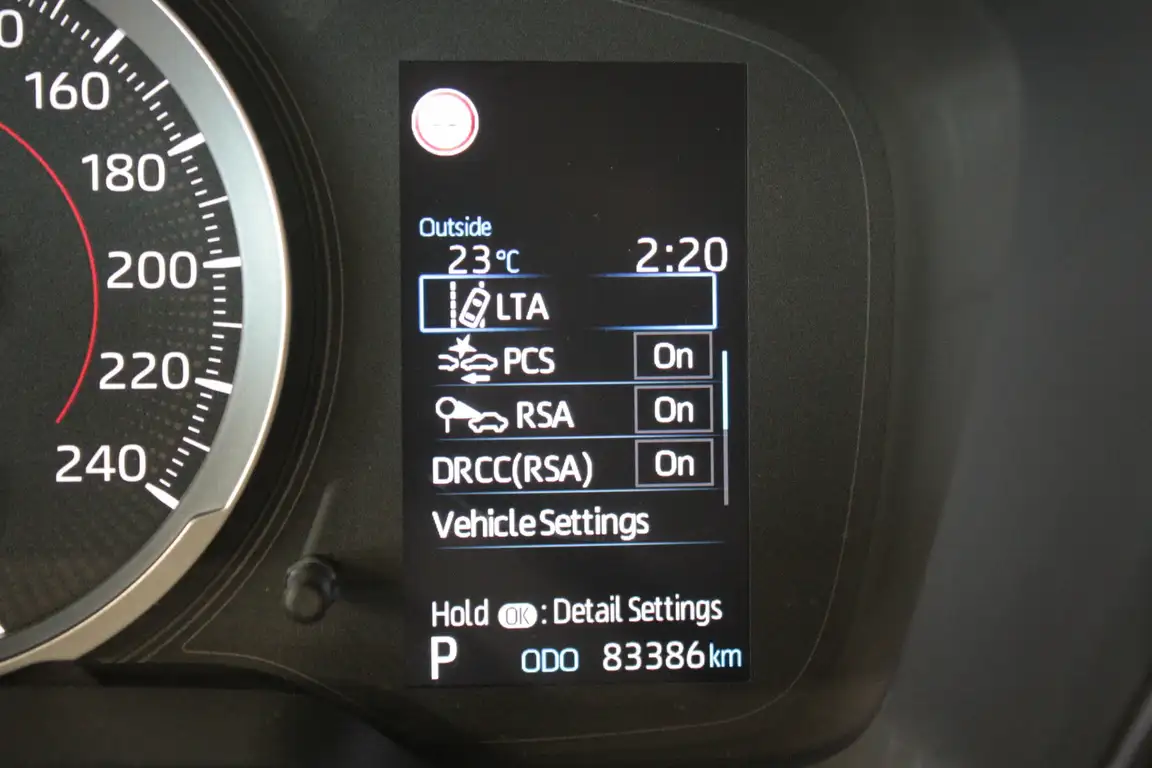 160
180
200
220
240
Outside
23°C 2:20
LTA
PCS On
RSA On
DRCC(RSA) On
Vehicle Settings
Hold OK : Detail Settings
P ODO 83386 km